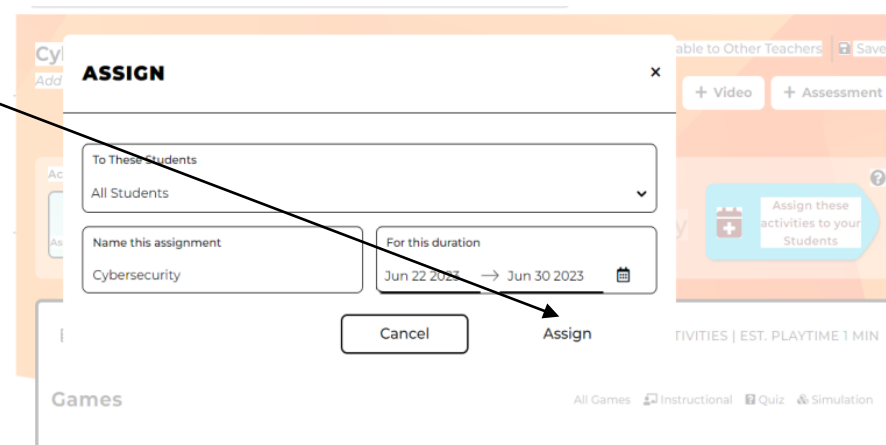 Cy
Add
able to Other Teachers Save
+ Video + Assessment
ASSIGN ×
To These Students
All Students
Ac
Name this assignment
Cybersecurity
For this duration
Jun 22 2023 → Jun 30 2023
As
y
Assign these
activities to your
Students
Cancel Assign
TIVITIES | EST. PLAYTIME 1 MIN
Games
All Games Instructional Quiz Simulation